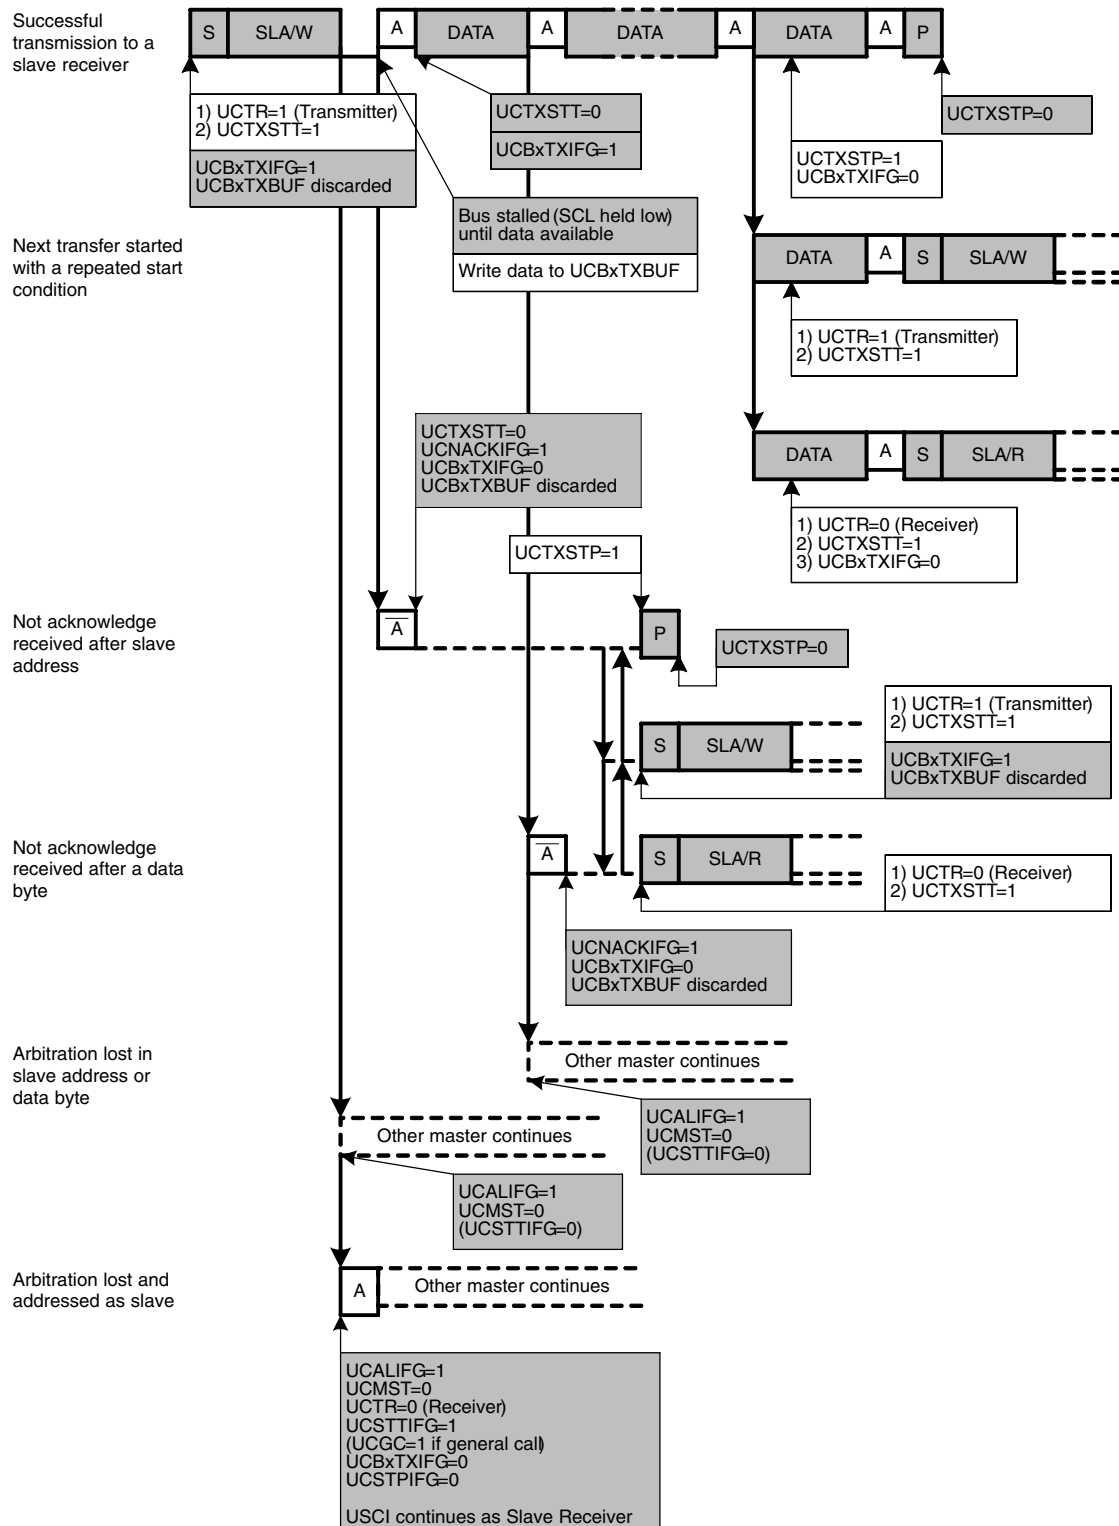 Successful
transmission to a
slave receiver
S
SLA/W
A
DATA
A
DATA
A
DATA
A
P
1) UCTR=1 (Transmitter)
2) UCTXSTT=1
UCBxTXIFG=1
UCBxTXBUF discarded
UCTXSTT=0
UCBxTXIFG=1
UCTXSTP=0
UCTXSTP=1
UCBxTXIFG=0
Bus stalled (SCL held low)
until data available
Write data to UCBxTXBUF
Next transfer started
with a repeated start
condition
DATA
A
S
SLA/W
1) UCTR=1 (Transmitter)
2) UCTXSTT=1
DATA
A
S
SLA/R
1) UCTR=0 (Receiver)
2) UCTXSTT=1
3) UCBxTXIFG=0
UCTXSTT=0
UCNACKIFG=1
UCBxTXIFG=0
UCBxTXBUF discarded
UCTXSTP=1
Not acknowledge
received after slave
address
A̅
P
UCTXSTP=0
S
SLA/W
1) UCTR=1 (Transmitter)
2) UCTXSTT=1
UCBxTXIFG=1
UCBxTXBUF discarded
Not acknowledge
received after a data
byte
A̅
S
SLA/R
1) UCTR=0 (Receiver)
2) UCTXSTT=1
UCNACKIFG=1
UCBxTXIFG=0
UCBxTXBUF discarded
Arbitration lost in
slave address or
data byte
Other master continues
UCALIFG=1
UCMST=0
(UCSTTIFG=0)
Other master continues
UCALIFG=1
UCMST=0
(UCSTTIFG=0)
Arbitration lost and
addressed as slave
A
Other master continues
UCALIFG=1
UCMST=0
UCTR=0 (Receiver)
UCSTTIFG=1
(UCGC=1 if general call)
UCBxTXIFG=0
UCSTPIFG=0
USCI continues as Slave Receiver